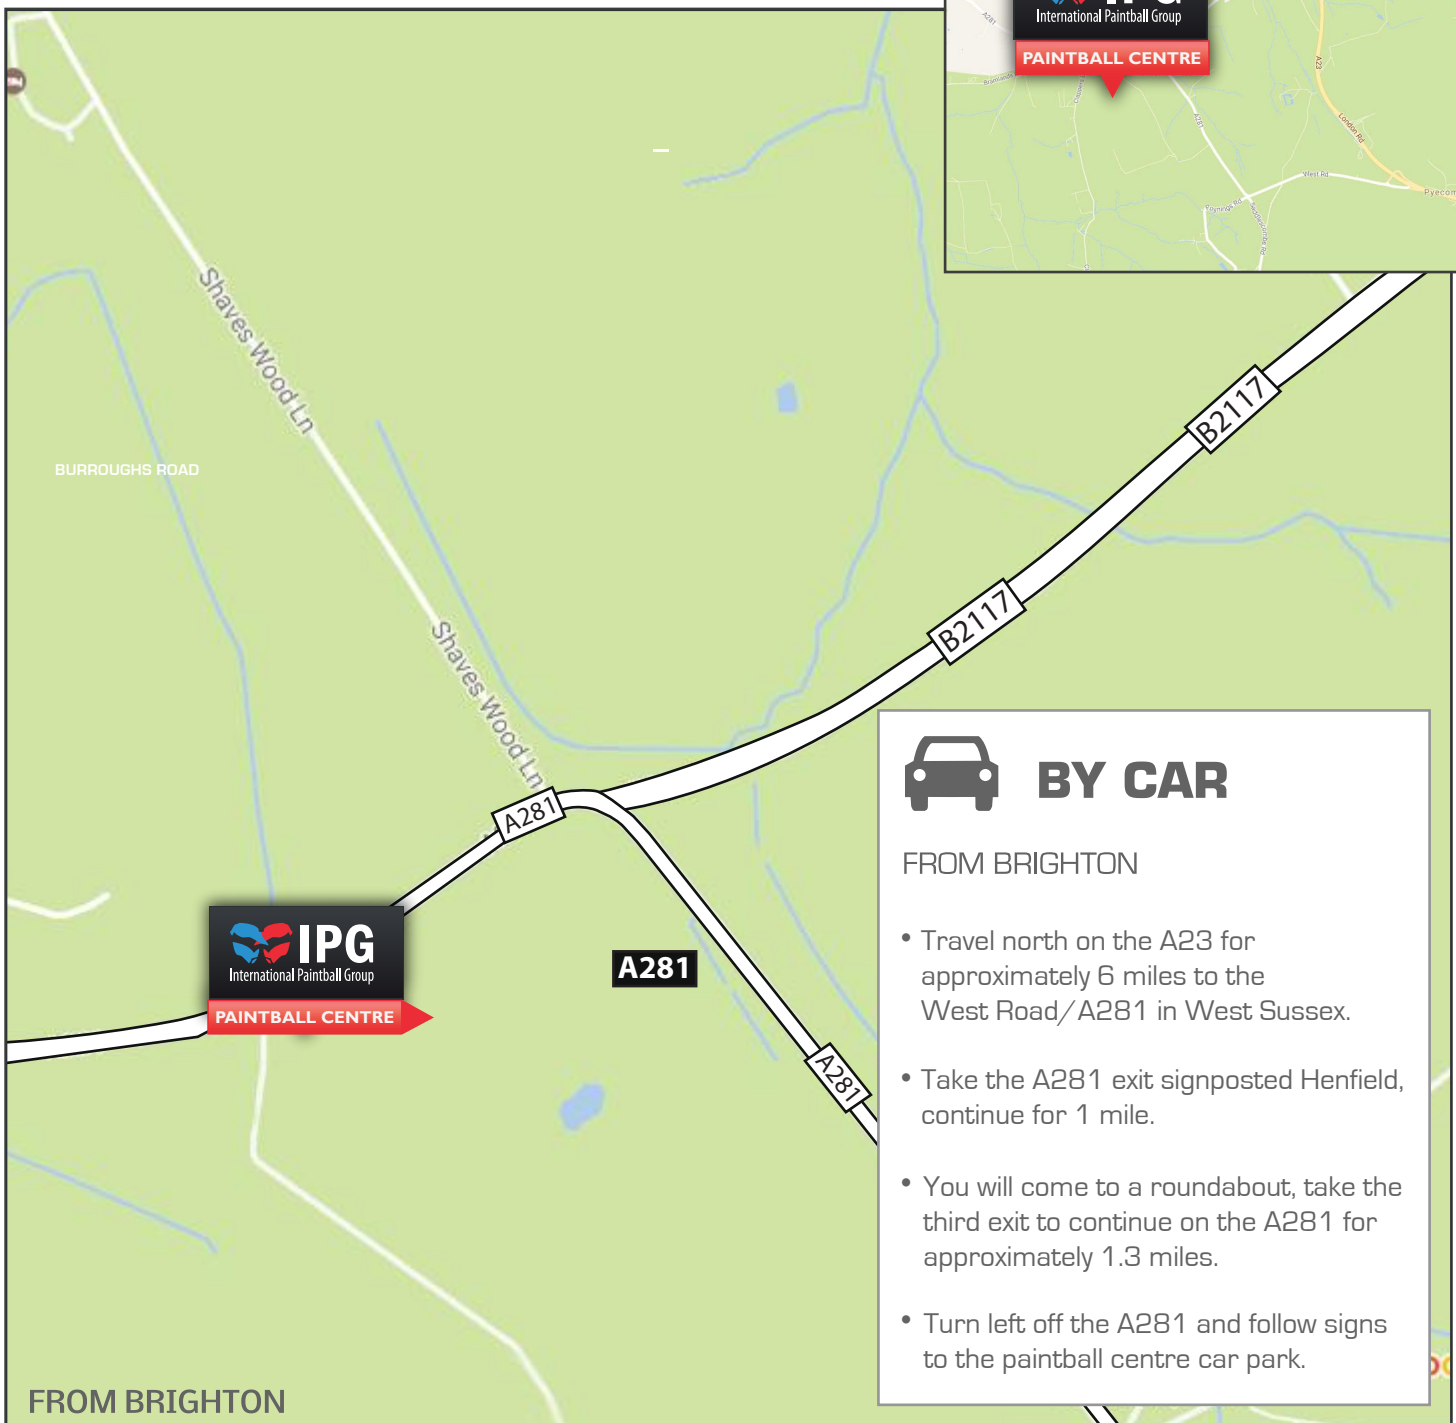 International Paintball Group
PAINTBALL CENTRE
A281
A23
London Rd
A281
West Rd
Poynings Rd
Saddlescombe Rd
Shaves Wood Ln
BURROUGHS ROAD
B2117
B2117
Shaves Wood Ln
A281
IPG
International Paintball Group
PAINTBALL CENTRE
A281
A281
BY CAR
FROM BRIGHTON
• Travel north on the A23 for
approximately 6 miles to the
West Road/A281 in West Sussex.
• Take the A281 exit signposted Henfield,
continue for 1 mile.
• You will come to a roundabout, take the
third exit to continue on the A281 for
approximately 1.3 miles.
• Turn left off the A281 and follow signs
to the paintball centre car park.
FROM BRIGHTON